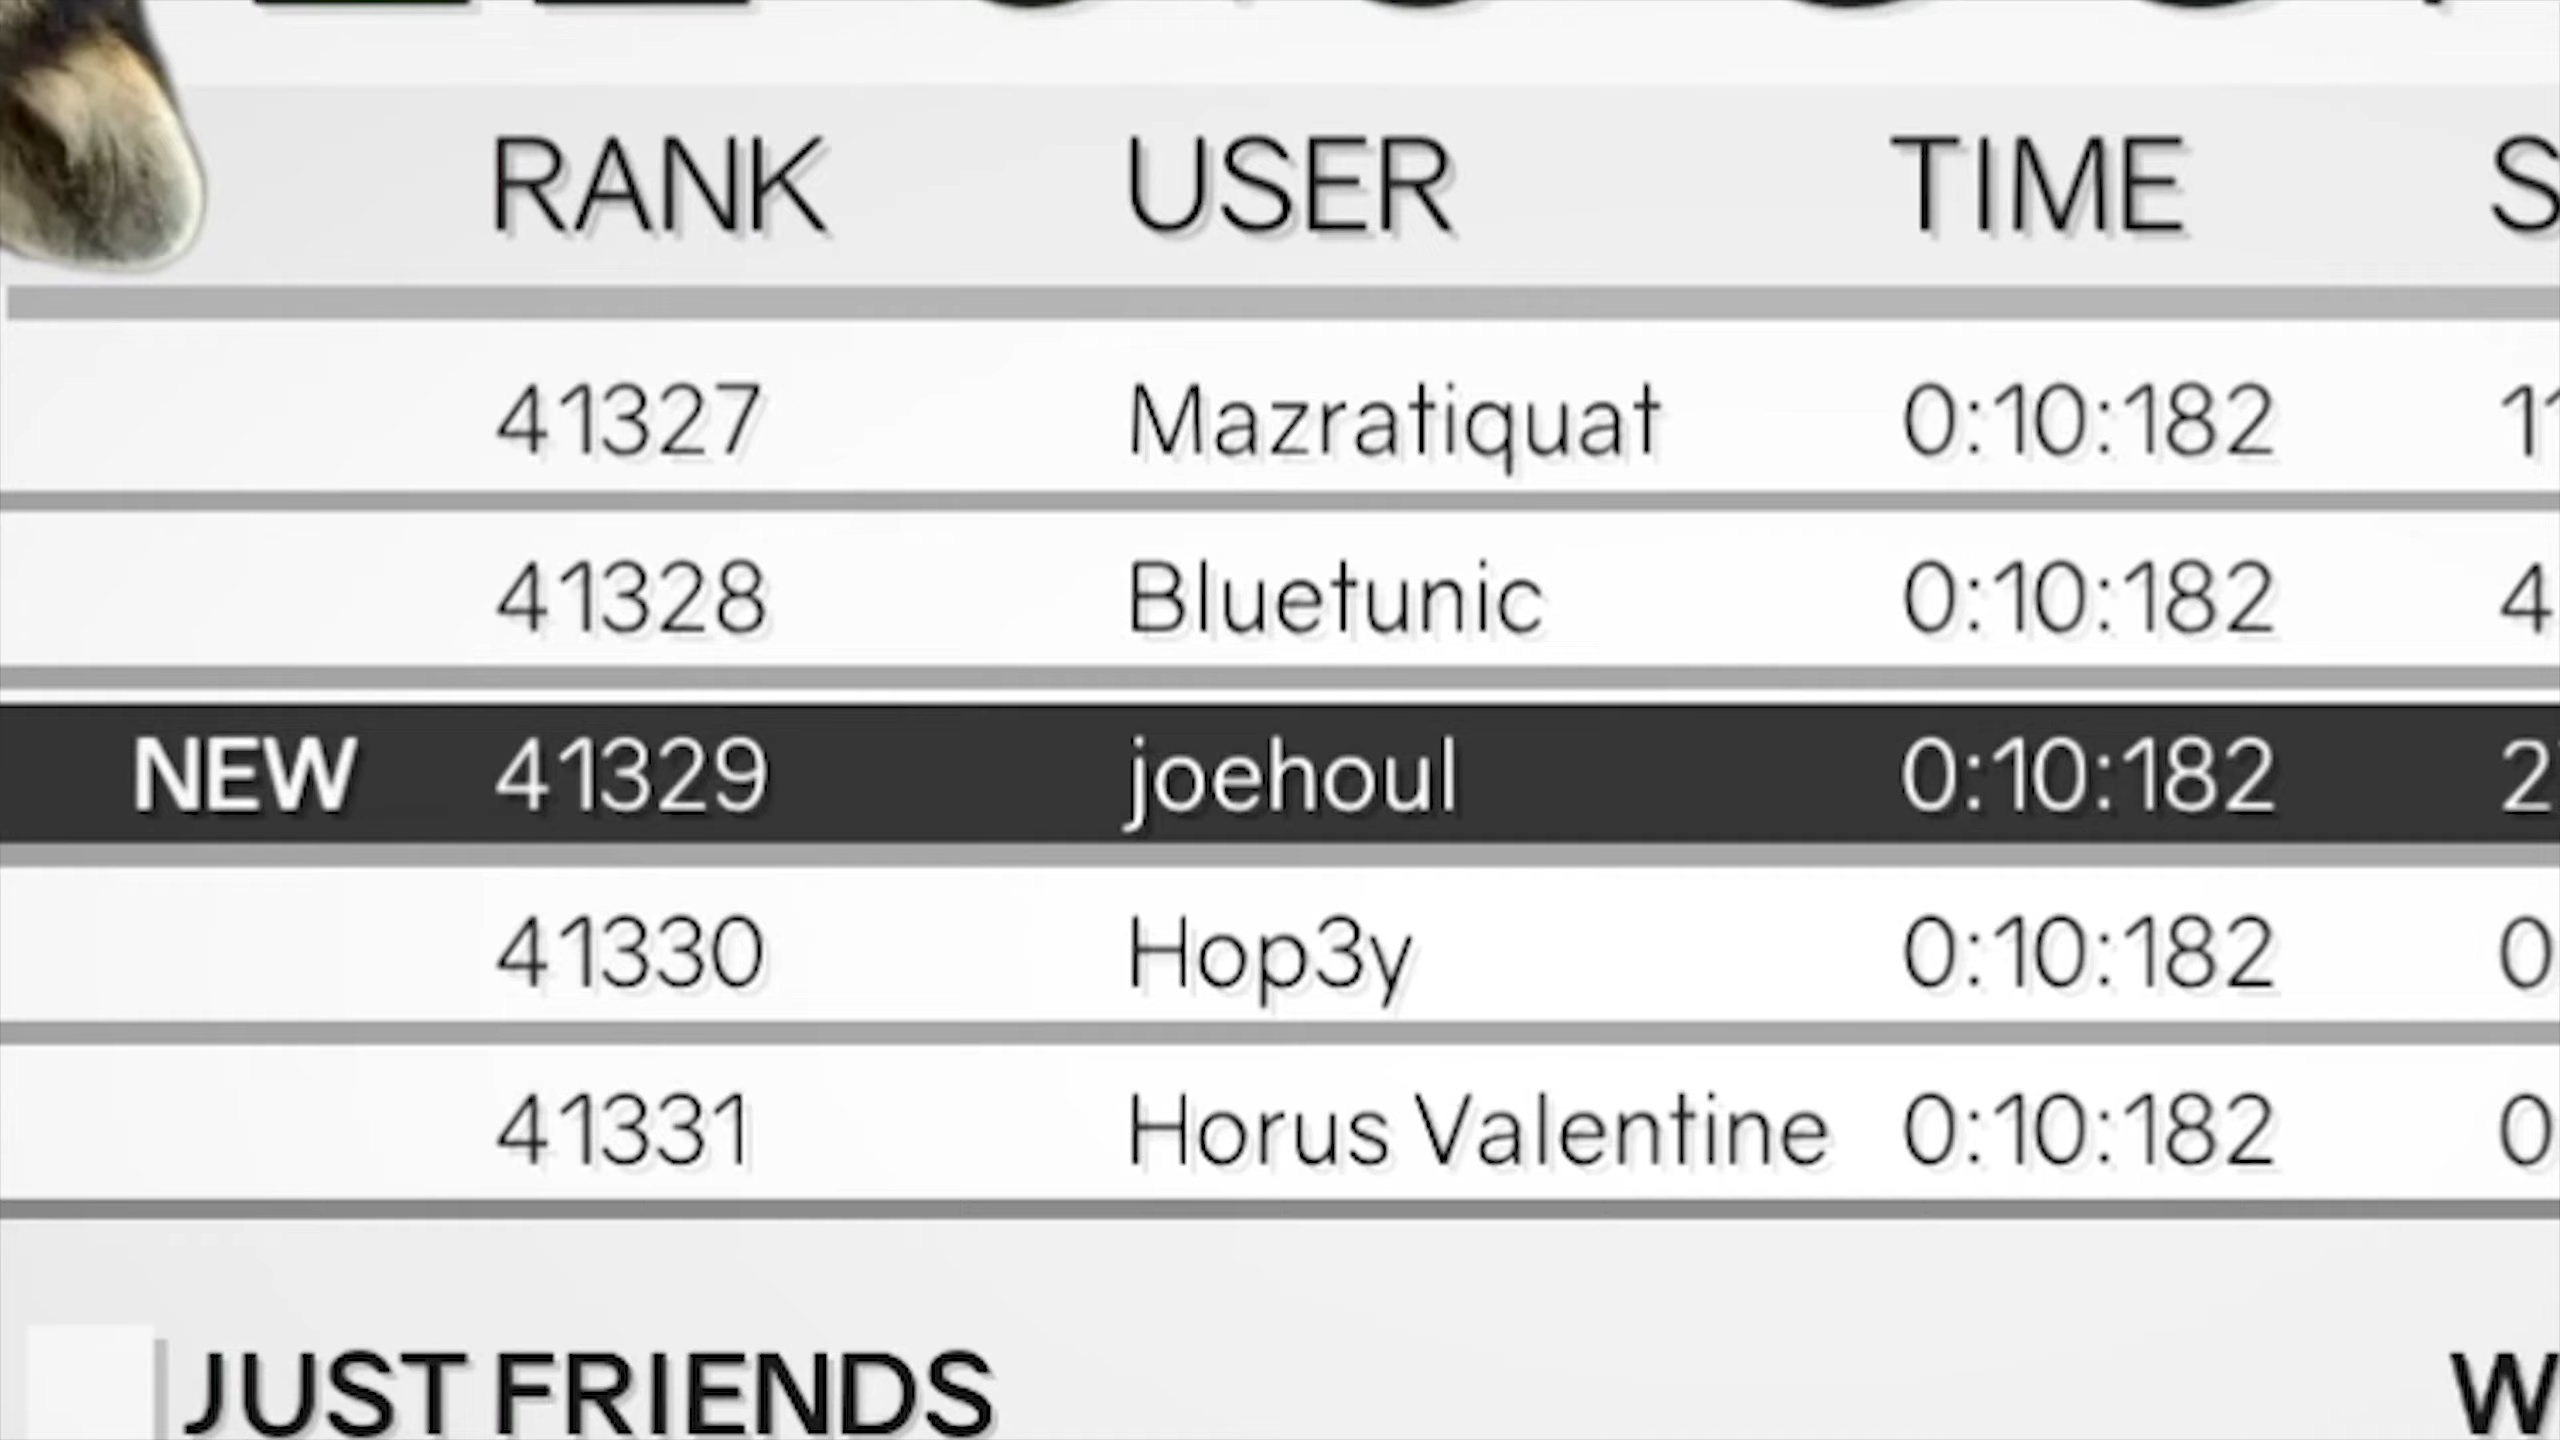 RANK USER TIME
41327 Mazratiquat 0:10:182
41328 Bluetunic 0:10:182
NEW 41329 joehoul 0:10:182
41330 Hop3y 0:10:182
41331 Horus Valentine 0:10:182
JUST FRIENDS